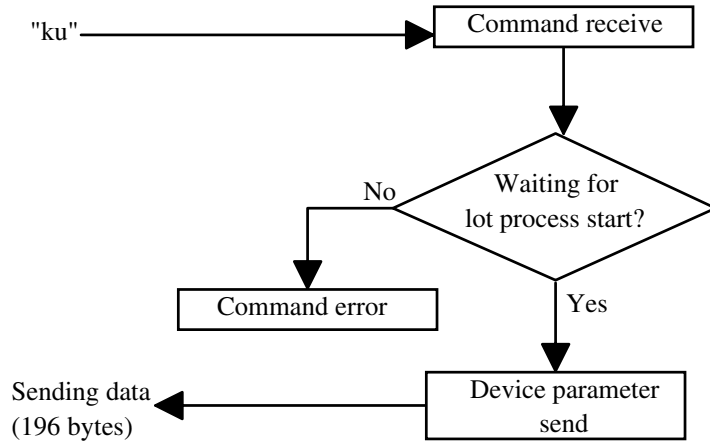 "ku"
Command receive
Waiting for
lot process start?
No
Command error
Yes
Device parameter
send
Sending data
(196 bytes)